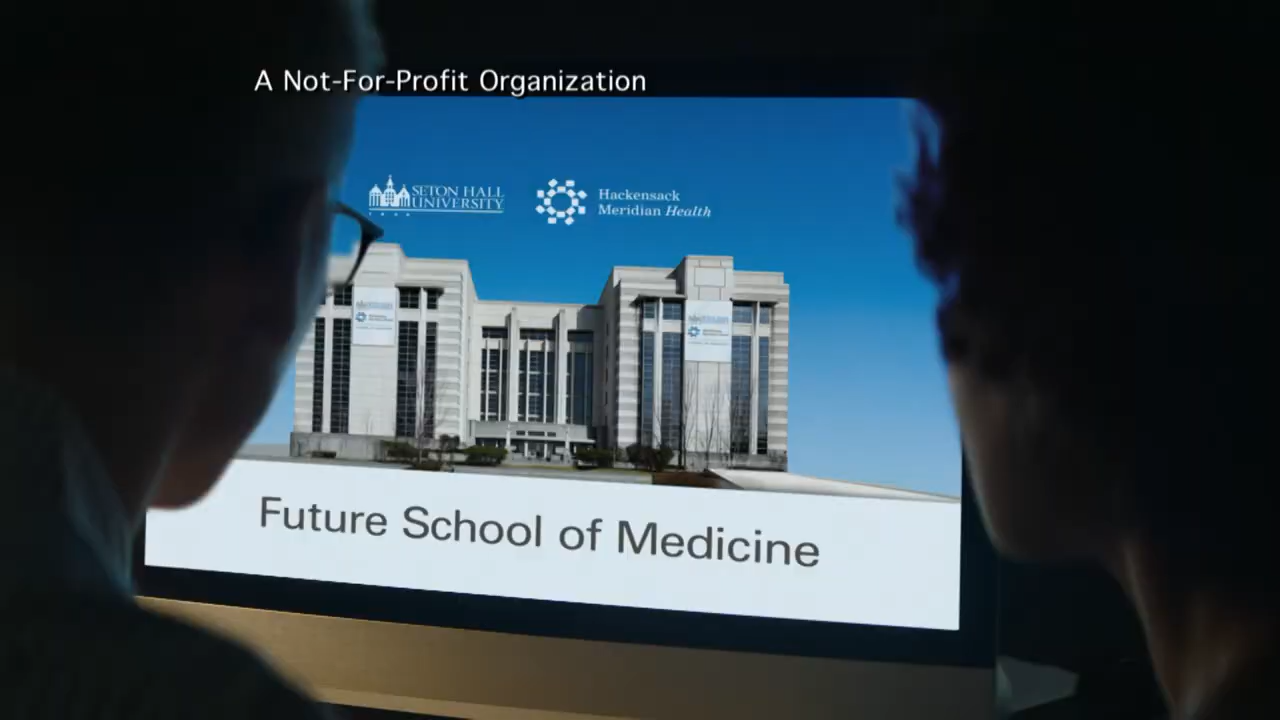 A Not-For-Profit Organization
SETON HALL
UNIVERSITY
Hackensack
Meridian Health
Future School of Medicine